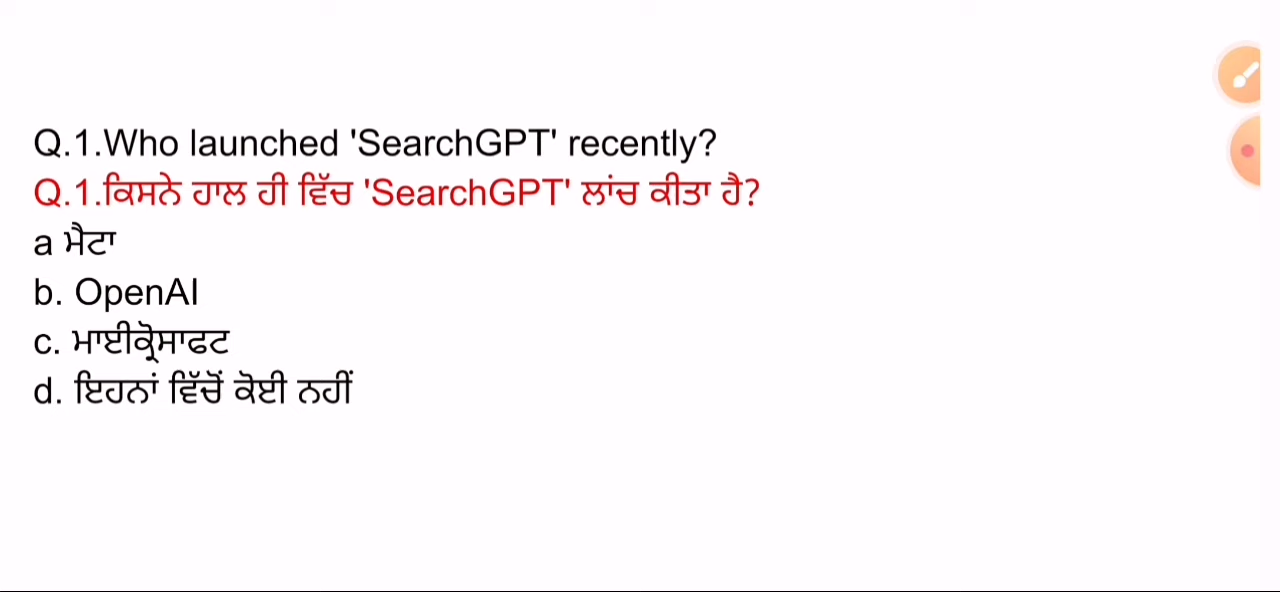 Q.1.Who launched 'SearchGPT' recently?
Q.1.ਕਿਸਨੇ ਹਾਲ ਹੀ ਵਿੱਚ 'SearchGPT' ਲਾਂਚ ਕੀਤਾ ਹੈ?
a ਮੈਟਾ
b. OpenAI
c. ਮਾਈਕ੍ਰੋਸਾਫਟ
d. ਇਹਨਾਂ ਵਿੱਚੋਂ ਕੋਈ ਨਹੀਂ